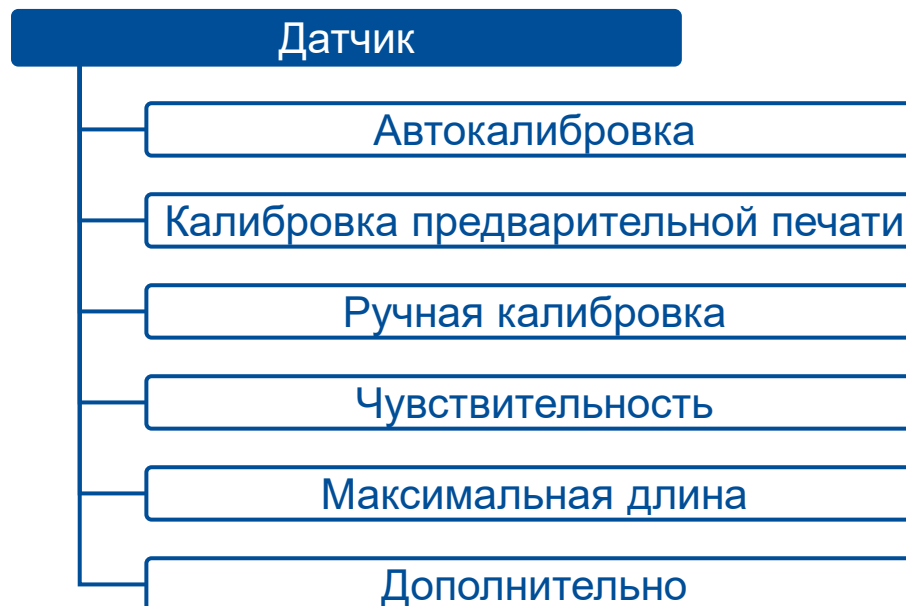 Датчик
Автокалибровка
Калибровка предварительной печати
Ручная калибровка
Чувствительность
Максимальная длина
Дополнительно